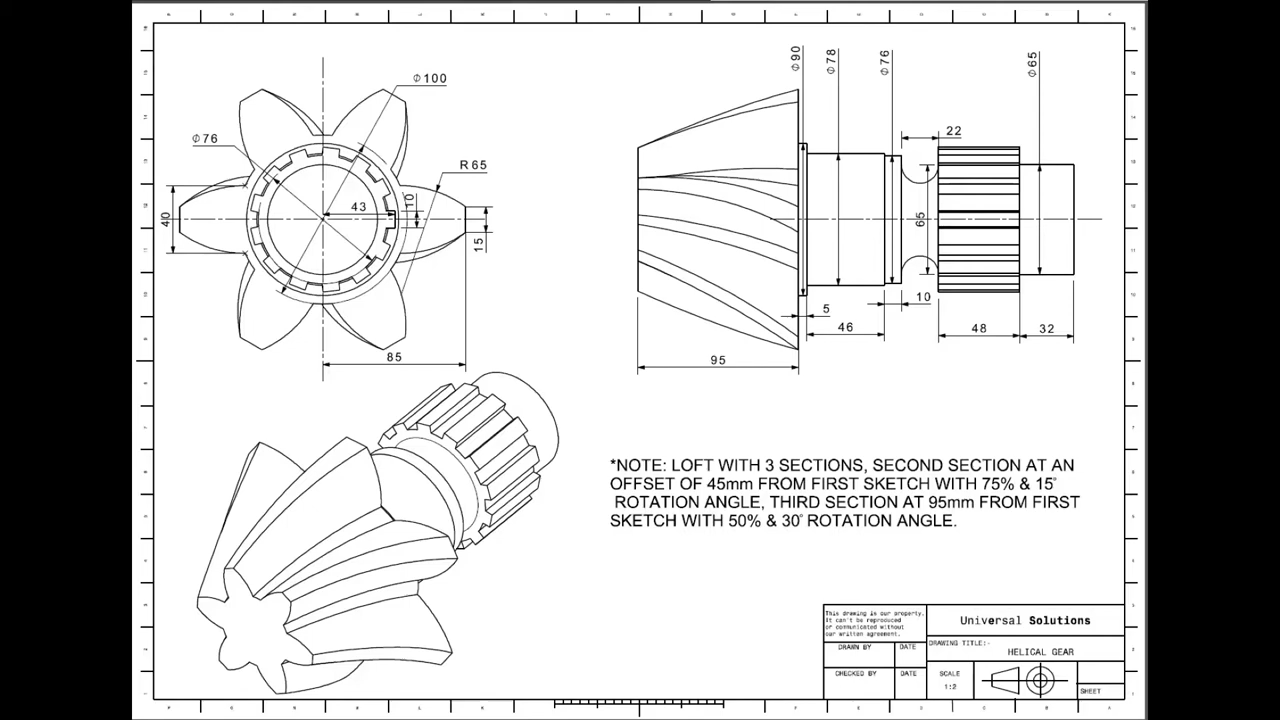 Φ100
Φ76
R65
43
10
40
15
85
Φ90
Φ78
Φ76
Φ65
22
65
5
10
46
48
32
95
*NOTE: LOFT WITH 3 SECTIONS, SECOND SECTION AT AN
OFFSET OF 45mm FROM FIRST SKETCH WITH 75% & 15°
ROTATION ANGLE, THIRD SECTION AT 95mm FROM FIRST
SKETCH WITH 50% & 30° ROTATION ANGLE.
This drawing is our property.
It can't be reproduced
or communicated without
our written agreement.
Universal Solutions
DRAWN BY
DATE
DRAWING TITLE:-
HELICAL GEAR
CHECKED BY
DATE
SCALE
1:2
SHEET